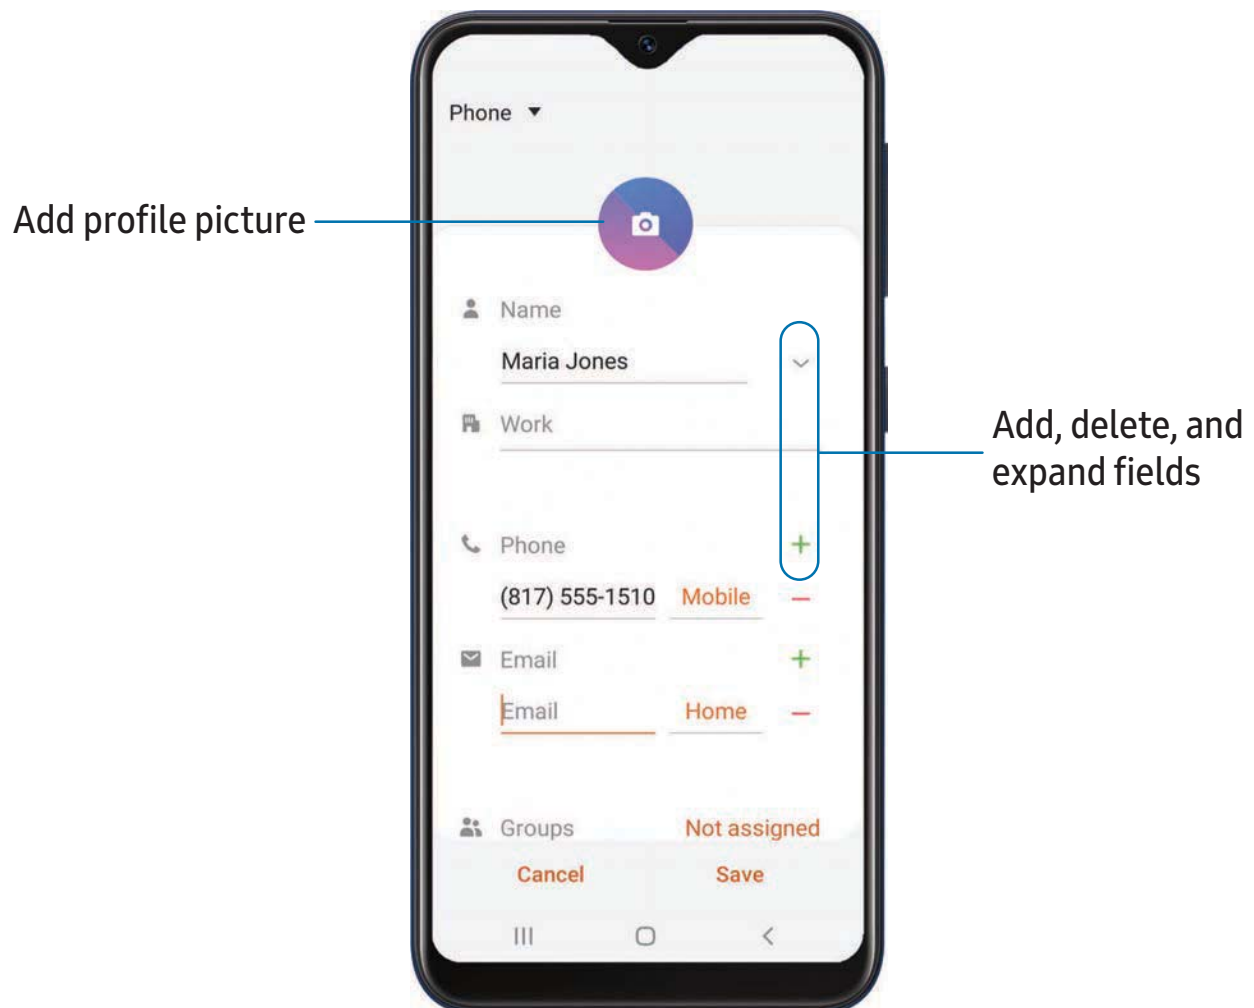 Phone
Add profile picture
Name
Maria Jones
Work
Add, delete, and
expand fields
Phone
(817) 555-1510 Mobile
Email
Email Home
Groups Not assigned
Cancel Save